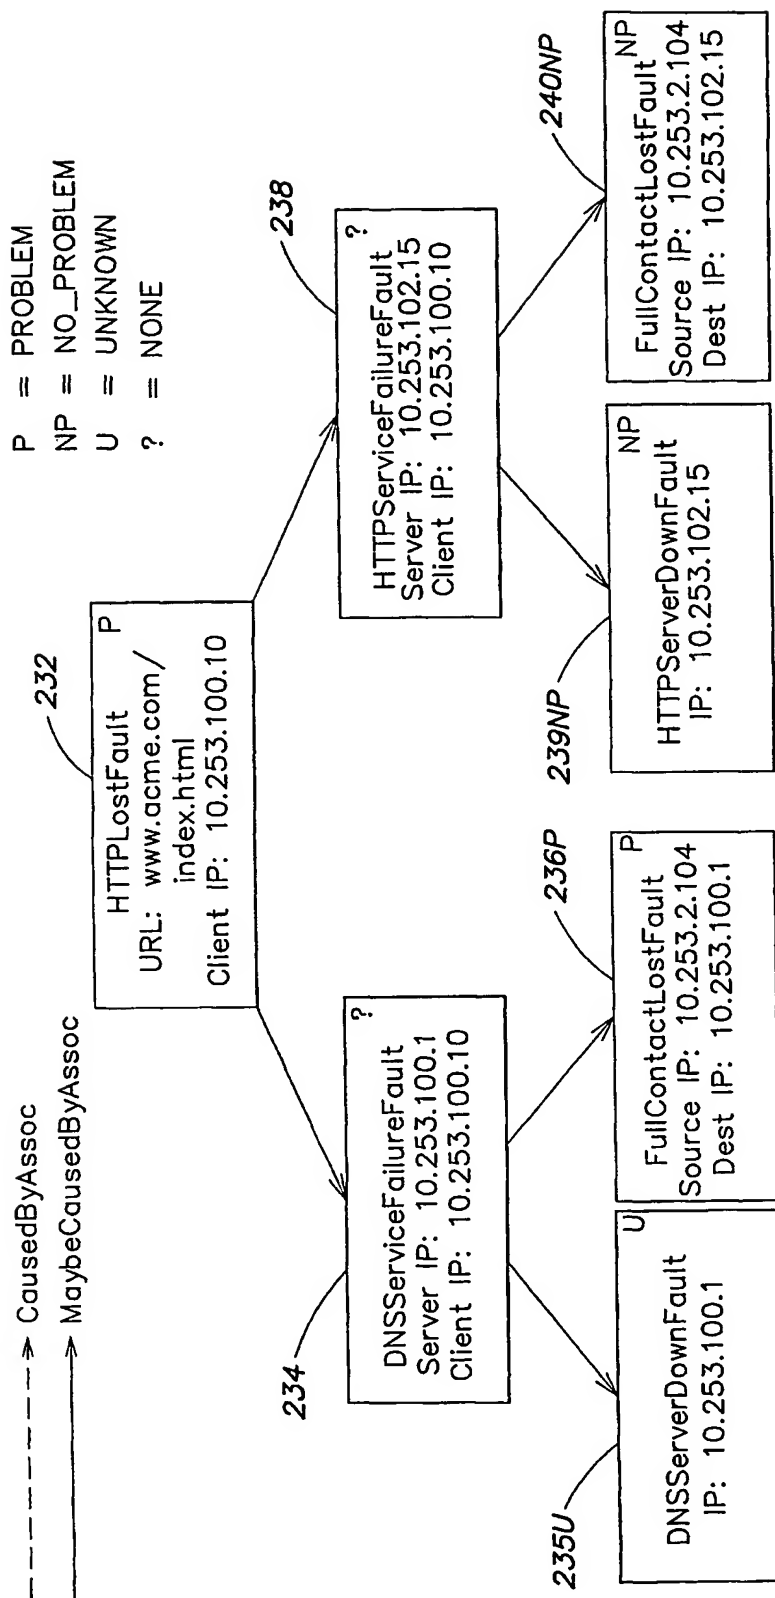 CausedByAssoc
MaybeCausedByAssoc
P = PROBLEM
NP = NO_PROBLEM
U = UNKNOWN
? = NONE
232
HTTPLostFault
P
URL: www.acme.com/
index.html
Client IP: 10.253.100.10
234
DNSServiceFailureFault
?
Server IP: 10.253.100.1
Client IP: 10.253.100.10
238
HTTPServiceFailureFault
?
Server IP: 10.253.102.15
Client IP: 10.253.100.10
235U
DNSServerDownFault
U
IP: 10.253.100.1
236P
FullContactLostFault
P
Source IP: 10.253.2.104
Dest IP: 10.253.100.1
239NP
HTTPServerDownFault
NP
IP: 10.253.102.15
240NP
FullContactLostFault
NP
Source IP: 10.253.2.104
Dest IP: 10.253.102.15